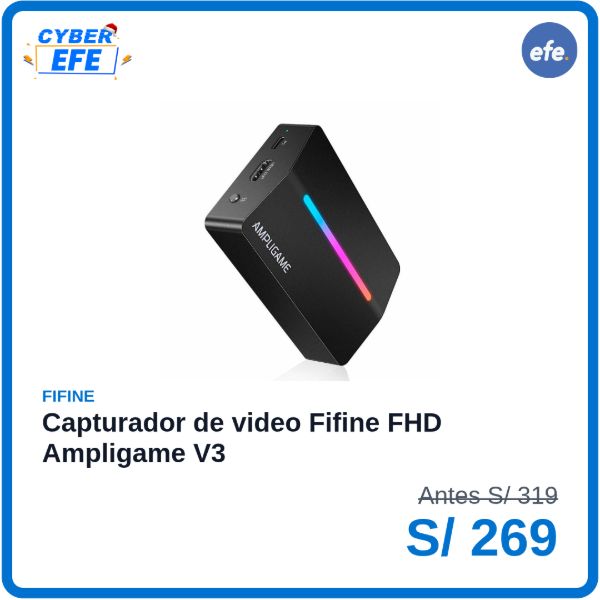 CYBER
EFE
efe.
AMPLIGAME
FIFINE
Capturador de video Fifine FHD
Ampligame V3
Antes S/ 319
S/ 269